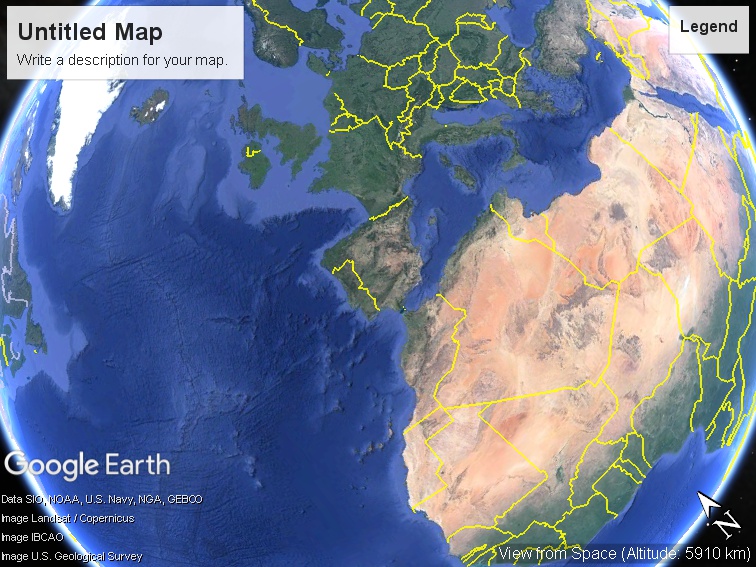 Untitled Map
Write a description for your map.
Legend
Google Earth
Data SIO, NOAA, U.S. Navy, NGA, GEBCO
Image Landsat / Copernicus
Image IBCAO
Image U.S. Geological Survey
N
View from Space (Altitude: 5910 km)